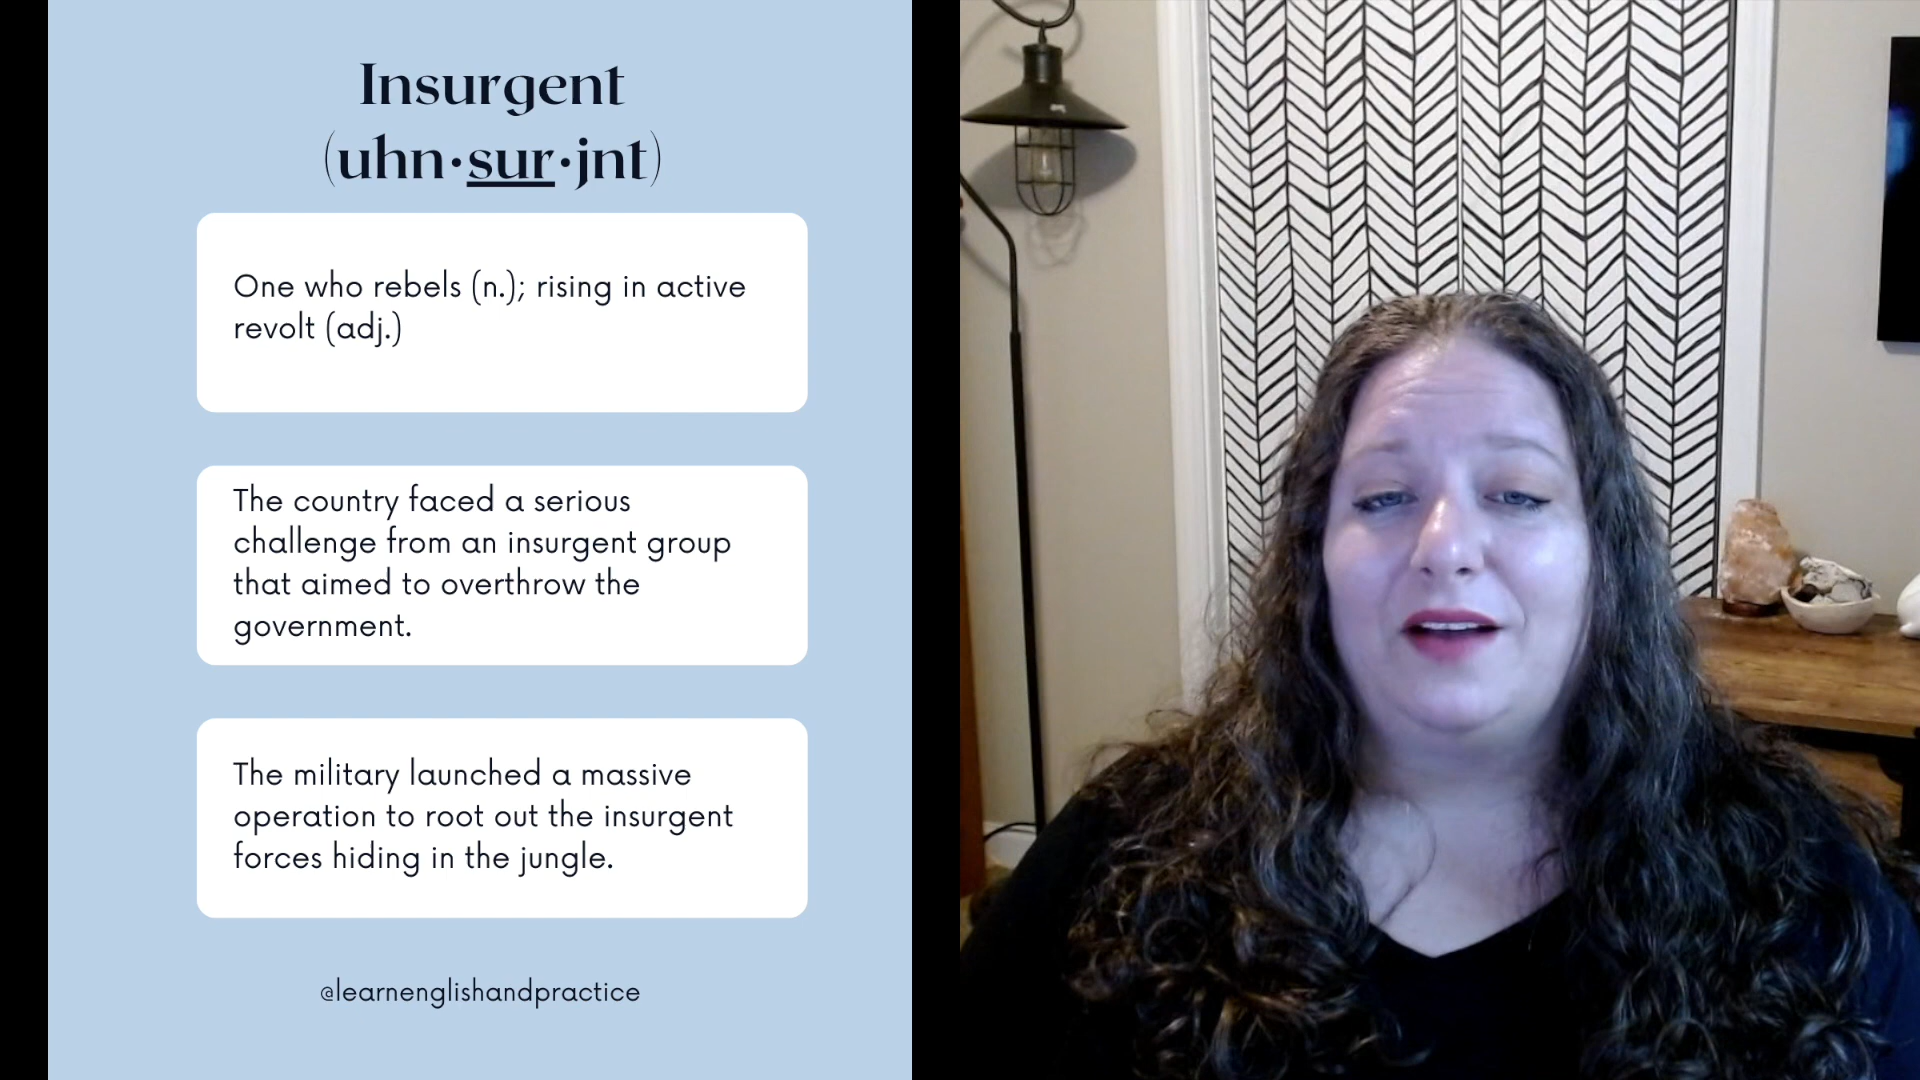 Insurgent
(uhn·sur·jnt)
One who rebels (n.); rising in active
revolt (adj.)
The country faced a serious
challenge from an insurgent group
that aimed to overthrow the
government.
The military launched a massive
operation to root out the insurgent
forces hiding in the jungle.
@learnenglishandpractice